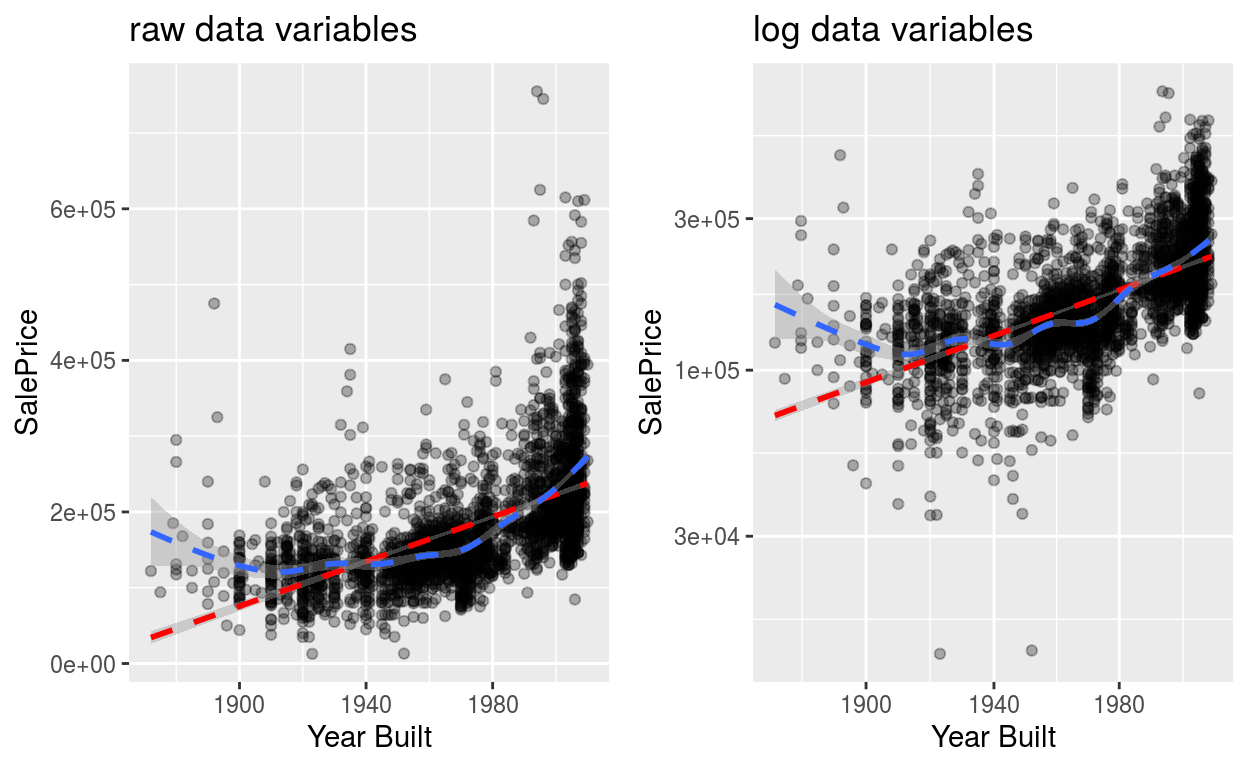 raw data variables
SalePrice
6e+05
4e+05
2e+05
0e+00
1900 1940 1980
Year Built
log data variables
SalePrice
3e+05
1e+05
3e+04
1900 1940 1980
Year Built